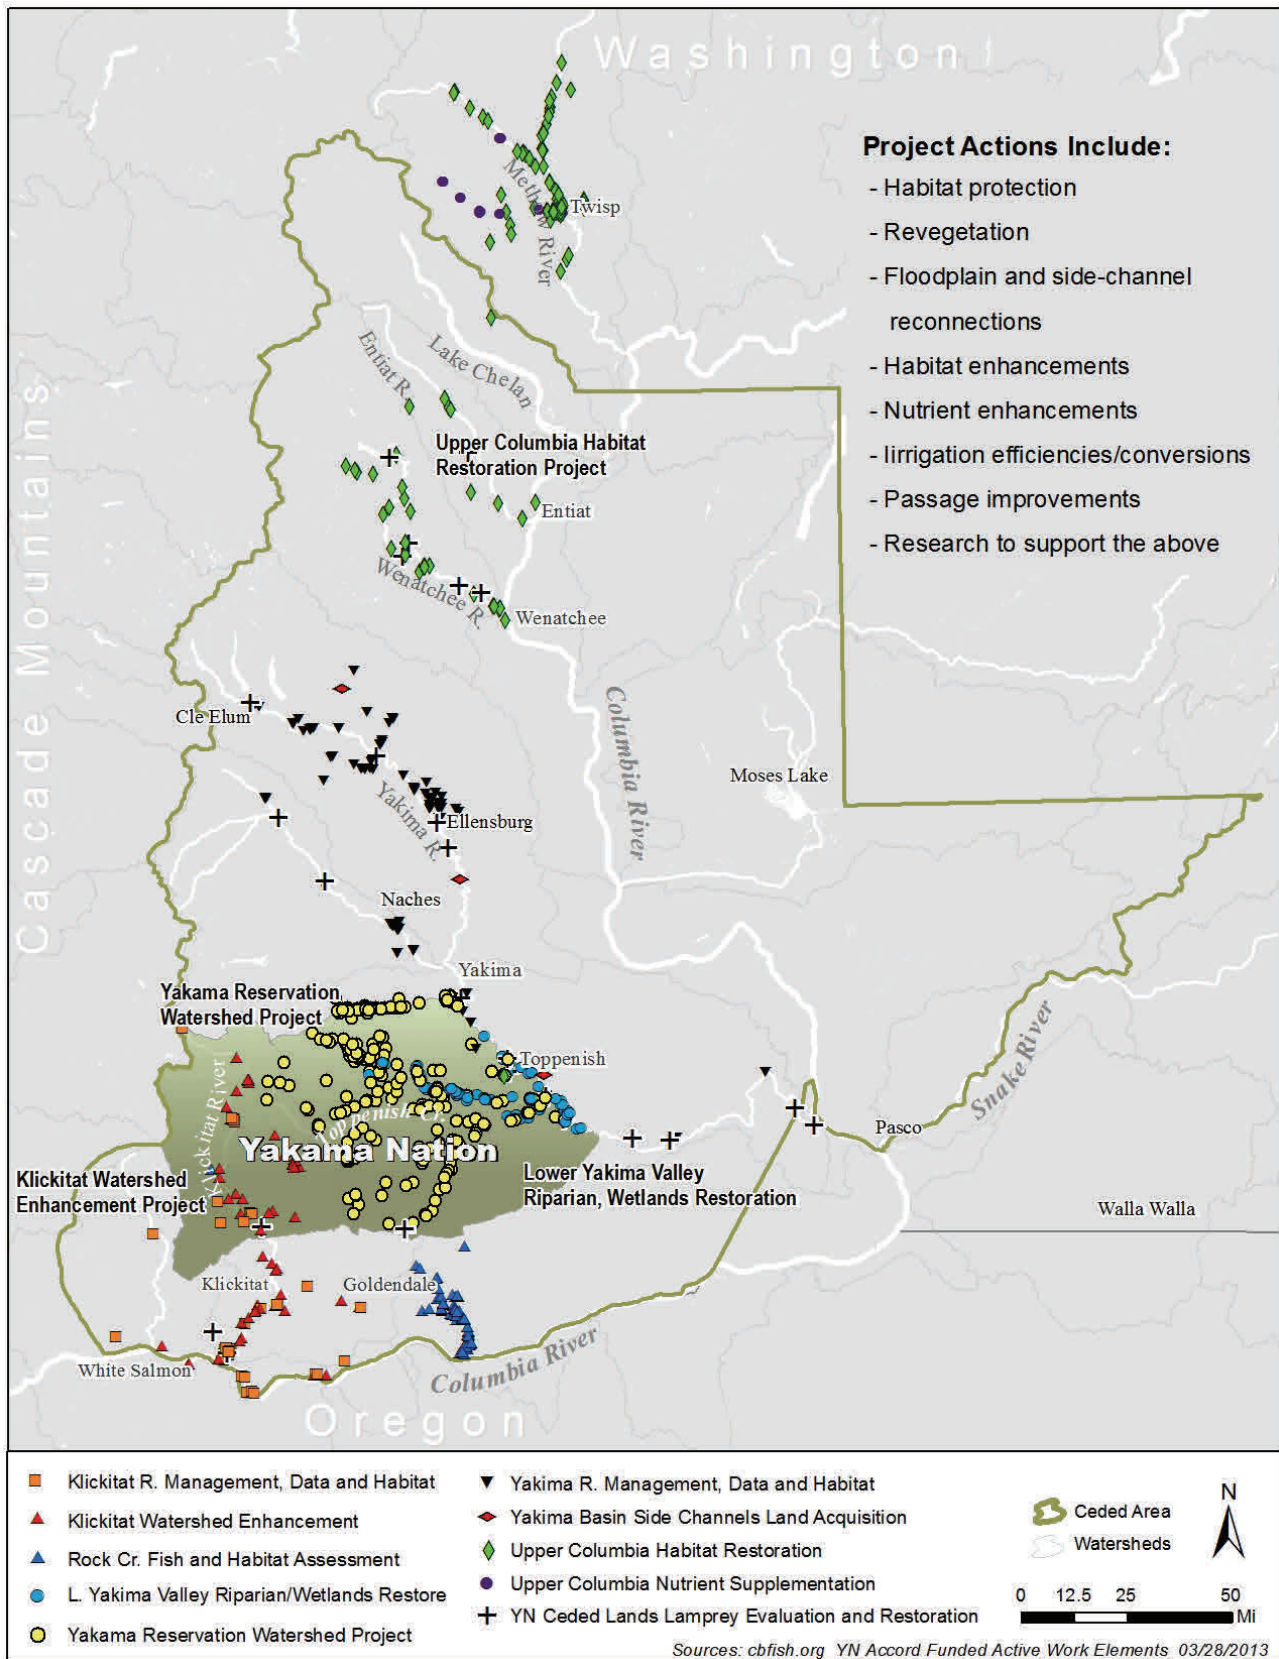 Washington
Project Actions Include:
- Habitat protection
- Revegetation
- Floodplain and side-channel
reconnections
- Habitat enhancements
- Nutrient enhancements
- Iirrigation efficiencies/conversions
- Passage improvements
- Research to support the above
Methow River
Twisp
Entiat R.
Lake Chelan
Upper Columbia Habitat
Restoration Project
Entiat
Wenatchee R.
Wenatchee
Cascade Mountains
Cle Elum
Columbia River
Moses Lake
Yakima R.
Ellensburg
Naches
Yakima
Yakama Reservation
Watershed Project
Toppenish
Snake River
Klickitat River
Toppenish Cr.
Pasco
Yakama Nation
Klickitat Watershed
Enhancement Project
Lower Yakima Valley
Riparian, Wetlands Restoration
Walla Walla
Klickitat
Goldendale
White Salmon
Columbia River
Oregon
Klickitat R. Management, Data and Habitat
Klickitat Watershed Enhancement
Rock Cr. Fish and Habitat Assessment
L. Yakima Valley Riparian/Wetlands Restore
Yakama Reservation Watershed Project
Yakima R. Management, Data and Habitat
Yakima Basin Side Channels Land Acquisition
Upper Columbia Habitat Restoration
Upper Columbia Nutrient Supplementation
YN Ceded Lands Lamprey Evaluation and Restoration
Ceded Area
Watersheds
N
0 12.5 25 50
Mi
Sources: cbfish.org YN Accord Funded Active Work Elements 03/28/2013